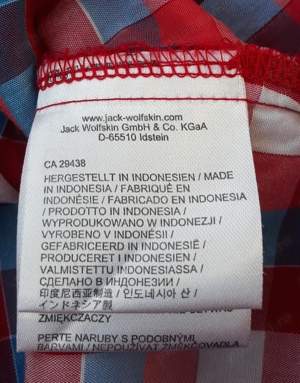 www.jack-wolfskin.com
Jack Wolfskin GmbH & Co. KGaA
D-65510 Idstein
CA 29438
HERGESTELLT IN INDONESIEN / MADE
IN INDONESIA / FABRIQUÉ EN
INDONÉSIE / FABRICADO EN INDONESIA
/ PRODOTTO IN INDONESIA /
WYPRODUKOWANO W INDONEZJI /
VYROBENO V INDONÉSII /
GEFABRICEERD IN INDONESIË /
PRODUCERET I INDONESIEN /
VALMISTETTU INDONESIASSA /
СДЕЛАНО В ИНДОНЕЗИИ /
印度尼西亚制造 / 인도네시아 산 /
インドネシア製
ZMIĘKCZACZY
PERTE NARUBY S PODOBNÝMI
BARVAMI / NEPOUŽÍVAT ZMĚKČOVADLA